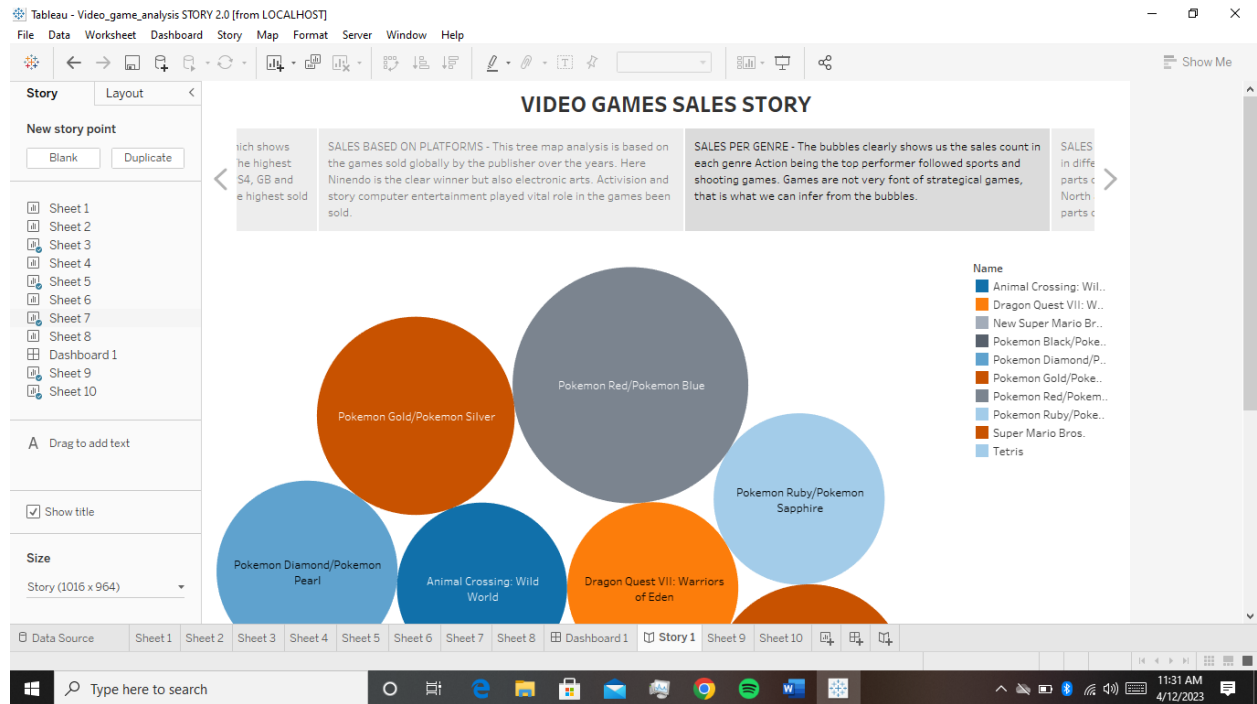 Tableau - Video_game_analysis STORY 2.0 [from LOCALHOST]
File Data Worksheet Dashboard Story Map Format Server Window Help
Show Me
Story Layout
New story point
Blank Duplicate
Sheet 1
Sheet 2
Sheet 3
Sheet 4
Sheet 5
Sheet 6
Sheet 7
Sheet 8
Dashboard 1
Sheet 9
Sheet 10
A Drag to add text
Show title
Size
Story (1016 x 964)
VIDEO GAMES SALES STORY
ich shows
he highest
S4, GB and
e highest sold
SALES BASED ON PLATFORMS - This tree map analysis is based on
the games sold globally by the publisher over the years. Here
Ninendo is the clear winner but also electronic arts. Activision and
story computer entertainment played vital role in the games been
sold.
SALES PER GENRE - The bubbles clearly shows us the sales count in
each genre Action being the top performer followed sports and
shooting games. Games are not very font of strategical games,
that is what we can infer from the bubbles.
SALES
in diffe
parts c
North
parts c
Pokemon Red/Pokemon Blue
Pokemon Gold/Pokemon Silver
Pokemon Ruby/Pokemon
Sapphire
Pokemon Diamond/Pokemon
Pearl
Animal Crossing: Wild
World
Dragon Quest VII: Warriors
of Eden
Name
Animal Crossing: Wil..
Dragon Quest VII: W..
New Super Mario Br..
Pokemon Black/Poke..
Pokemon Diamond/P..
Pokemon Gold/Poke..
Pokemon Red/Pokem..
Pokemon Ruby/Poke..
Super Mario Bros.
Tetris
Data Source Sheet 1 Sheet 2 Sheet 3 Sheet 4 Sheet 5 Sheet 6 Sheet 7 Sheet 8 Dashboard 1 Story 1 Sheet 9 Sheet 10
Type here to search
11:31 AM
4/12/2023